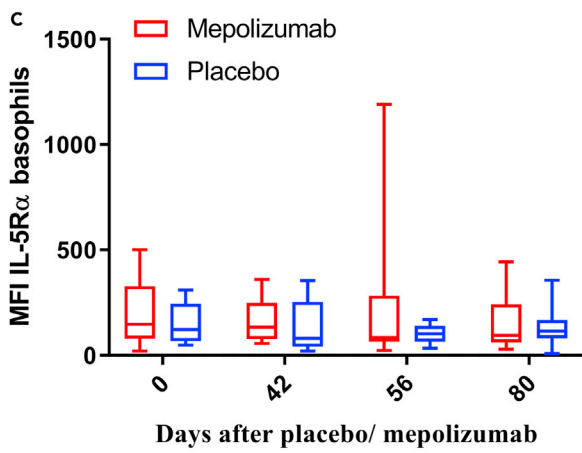 C
Mepolizumab
Placebo
MFI IL-5Rα basophils
1500
1000
500
0
0
42
56
80
Days after placebo/ mepolizumab